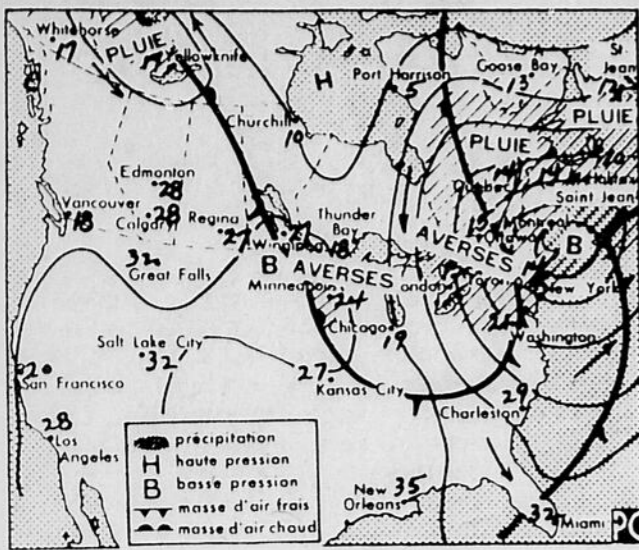 Whitehorse
17
PLUIE
Yellowknife
H
Port Harrison
5
Goose Bay
13°
St
Jean
PLUIE
PLUIE
Churchill
10
Edmonton
28
Vancouver
18
Calgary
28
Regina
27
Winnipeg
Thunder
Bay
18
Québec
Saint Jean
Montréal
Ottawa
B
32
Great Falls
B
AVERSES
AVERSES
Toronto
New York
Minneapolis
24
Chicago
19
Washington
Salt Lake City
32
20
San Francisco
27
Kansas City
29
Charleston
28
Los
Angeles
précipitation
H haute pression
B basse pression
masse d'air frais
masse d'air chaud
New 35
Orleans
32
Miami
PC